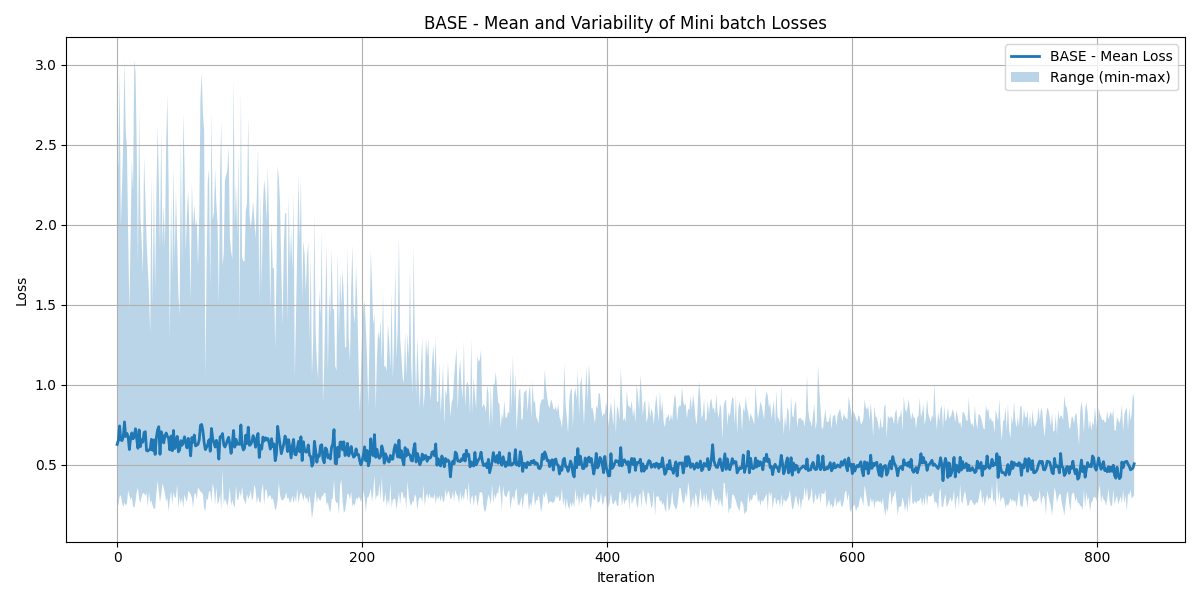 BASE - Mean and Variability of Mini batch Losses
BASE - Mean Loss
Range (min-max)
3.0
2.5
2.0
1.5
1.0
0.5
Loss
0
200
400
600
800
Iteration